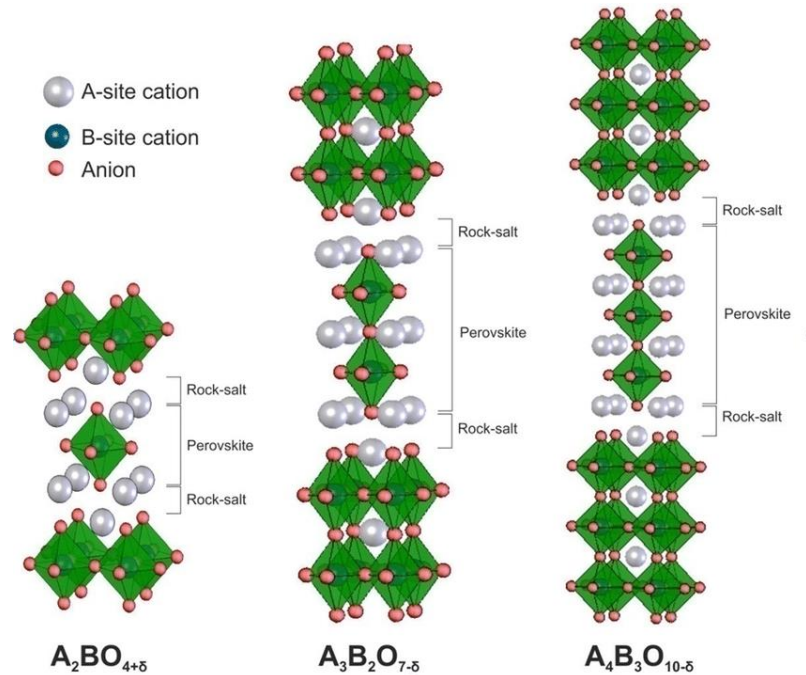 A-site cation
B-site cation
Anion
Rock-salt
Perovskite
Rock-salt
A₂BO₄₊δ
Rock-salt
Perovskite
Rock-salt
A₃B₂O₇₋δ
Rock-salt
Perovskite
Rock-salt
A₄B₃O₁₀₋δ